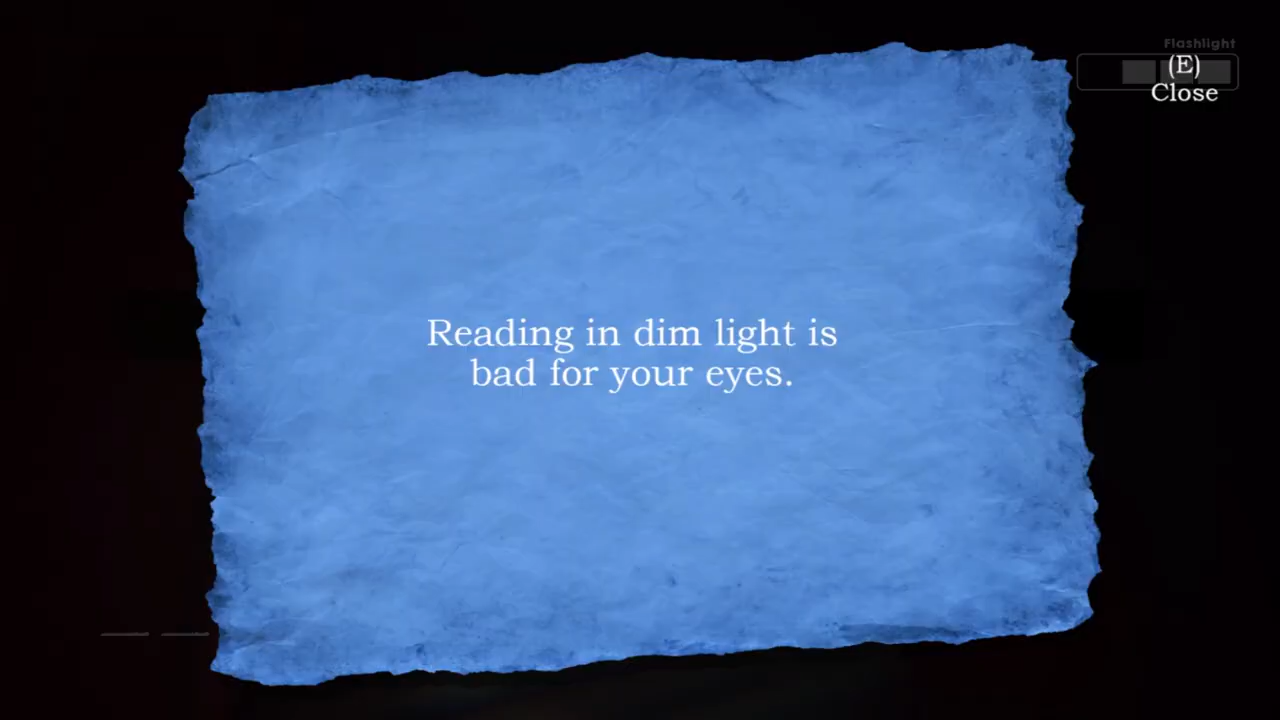 Flashlight
(E)
Close
Reading in dim light is
bad for your eyes.